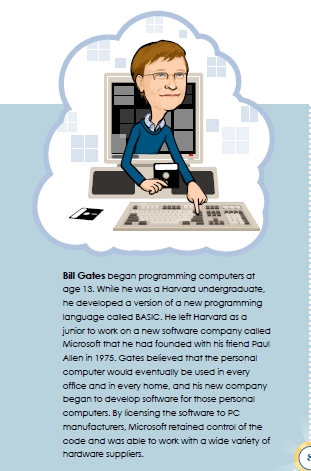 Bill Gates began programming computers at
age 13. While he was a Harvard undergraduate,
he developed a version of a new programming
language called BASIC. He left Harvard as a
junior to work on a new software company called
Microsoft that he had founded with his friend Paul
Allen in 1975. Gates believed that the personal
computer would eventually be used in every
office and in every home, and his new company
began to develop software for those personal
computers. By licensing the software to PC
manufacturers, Microsoft retained control of the
code and was able to work with a wide variety of
hardware suppliers.